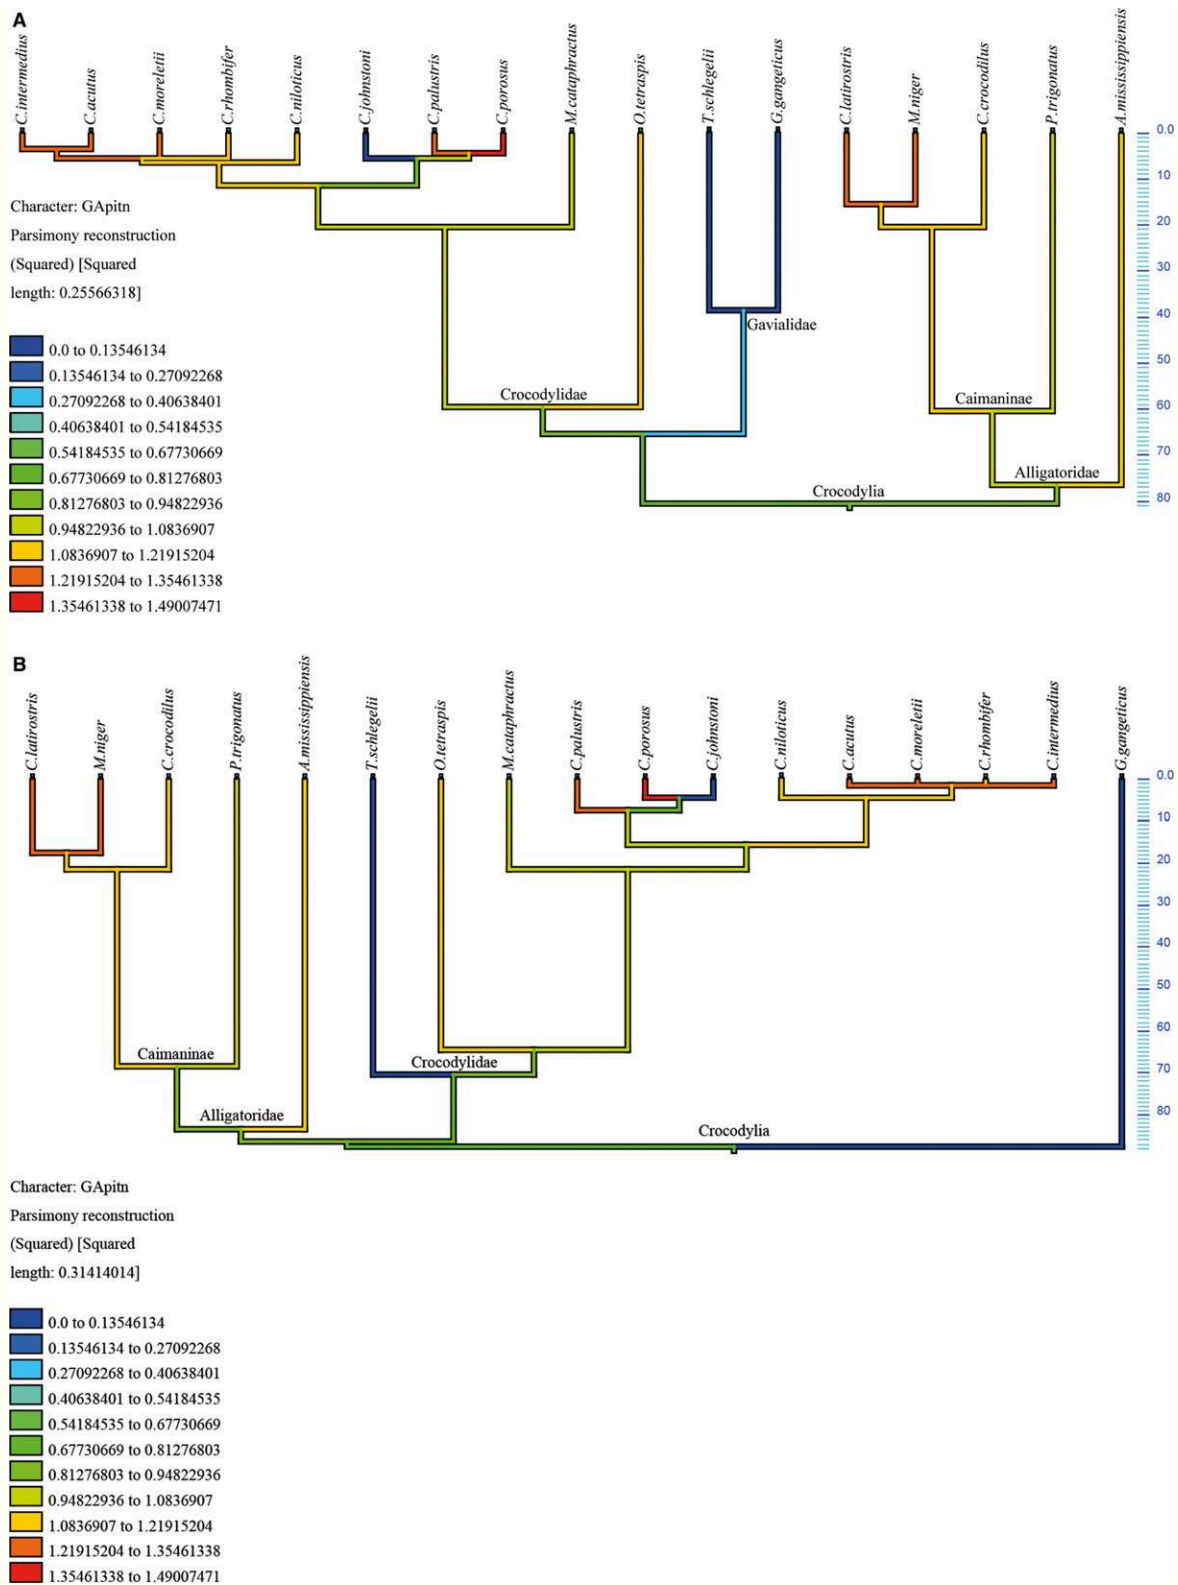 A
C.intermedius
C.acutus
C.moreletii
C.rhombifer
C.niloticus
C.johnstoni
C.palustris
C.porosus
M.cataphractus
O.tetraspis
T.schlegelii
G.gangeticus
C.latirostris
M.niger
C.crocodilus
P.trigonatus
A.mississippiensis
0.0
10
20
30
40
50
60
70
80
Gavialidae
Crocodylidae
Caimaninae
Alligatoridae
Crocodylia
Character: GApitn
Parsimony reconstruction
(Squared) [Squared
length: 0.25566318]
0.0 to 0.13546134
0.13546134 to 0.27092268
0.27092268 to 0.40638401
0.40638401 to 0.54184535
0.54184535 to 0.67730669
0.67730669 to 0.81276803
0.81276803 to 0.94822936
0.94822936 to 1.0836907
1.0836907 to 1.21915204
1.21915204 to 1.35461338
1.35461338 to 1.49007471
B
C.latirostris
M.niger
C.crocodilus
P.trigonatus
A.mississippiensis
T.schlegelii
O.tetraspis
M.cataphractus
C.palustris
C.porosus
C.johnstoni
C.niloticus
C.acutus
C.moreletii
C.rhombifer
C.intermedius
G.gangeticus
0.0
10
20
30
40
50
60
70
80
Caimaninae
Crocodylidae
Alligatoridae
Crocodylia
Character: GApitn
Parsimony reconstruction
(Squared) [Squared
length: 0.31414014]
0.0 to 0.13546134
0.13546134 to 0.27092268
0.27092268 to 0.40638401
0.40638401 to 0.54184535
0.54184535 to 0.67730669
0.67730669 to 0.81276803
0.81276803 to 0.94822936
0.94822936 to 1.0836907
1.0836907 to 1.21915204
1.21915204 to 1.35461338
1.35461338 to 1.49007471